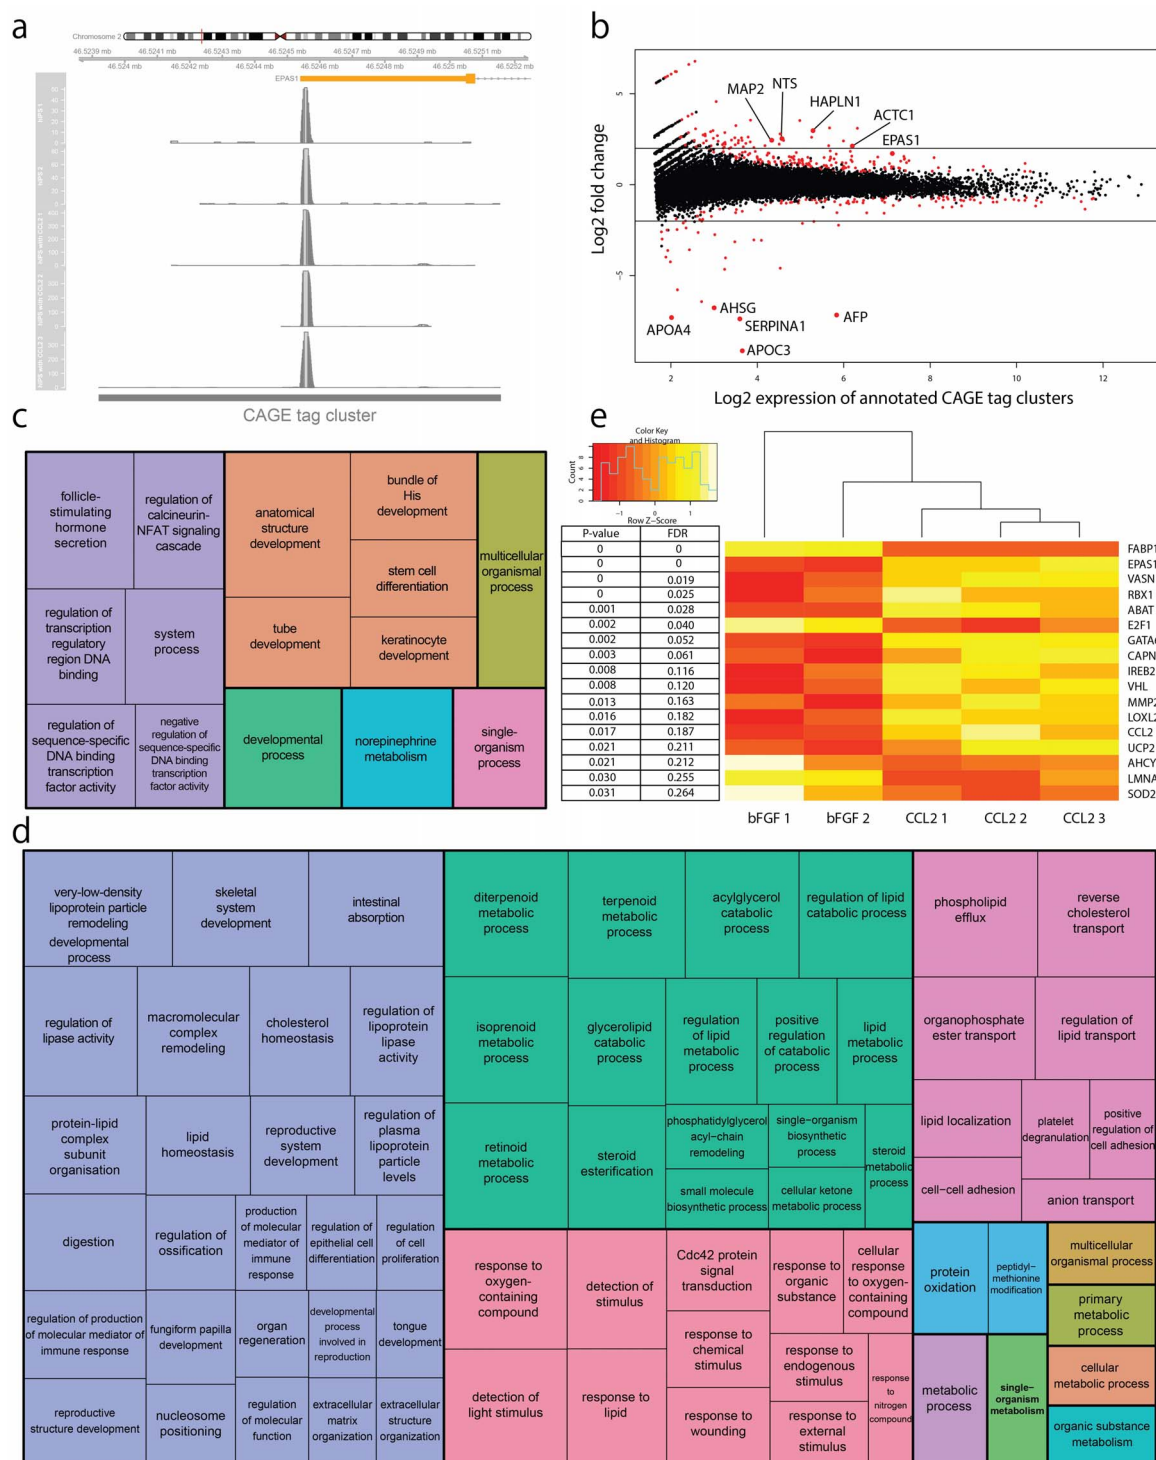 a
Chromosome 2
46.5239 mb 46.5241 mb 46.5243 mb 46.5245 mb 46.5247 mb 46.5249 mb 46.5251 mb
46.524 mb 46.5242 mb 46.5244 mb 46.5246 mb 46.5248 mb 46.525 mb 46.5252 mb
EPAS1
CAGE tag cluster
b
Log2 fold change
5
0
−5
MAP2
NTS
HAPLN1
ACTC1
EPAS1
APOA4
AHSG
SERPINA1
AFP
APOC3
2 4 6 8 10 12
Log2 expression of annotated CAGE tag clusters
c
follicle-
stimulating
hormone
secretion
regulation of
calcineurin-
NFAT signaling
cascade
regulation of
transcription
regulatory
region DNA
binding
system
process
regulation of
sequence-specific
DNA binding
transcription
factor activity
negative
regulation of
sequence-specific
DNA binding
transcription
factor activity
anatomical
structure
development
bundle of
His
development
stem cell
differentiation
tube
development
keratinocyte
development
multicellular
organismal
process
developmental
process
norepinephrine
metabolism
single-
organism
process
e
Color Key
and Histogram
Count
0 2 4 6 8
−1 0 1
Row Z−Score
P-value FDR
0 0
0 0
0 0.019
0 0.025
0.001 0.028
0.002 0.040
0.002 0.052
0.003 0.061
0.008 0.116
0.008 0.120
0.013 0.163
0.016 0.182
0.017 0.187
0.021 0.211
0.021 0.212
0.030 0.255
0.031 0.264
FABP1
EPAS1
VASN
RBX1
ABAT
E2F1
GATA6
CAPN
IREB2
VHL
MMP2
LOXL2
CCL2
UCP2
AHCY
LMNA
SOD2
bFGF 1 bFGF 2 CCL2 1 CCL2 2 CCL2 3
d
very-low-density
lipoprotein particle
remodeling
developmental
process
skeletal
system
development
intestinal
absorption
regulation of
lipase activity
macromolecular
complex
remodeling
cholesterol
homeostasis
regulation of
lipoprotein
lipase
activity
protein-lipid
complex
subunit
organisation
lipid
homeostasis
reproductive
system
development
regulation of
plasma
lipoprotein
particle
levels
digestion
regulation of
ossification
production
of molecular
mediator of
immune
response
regulation of
epithelial cell
differentiation
regulation
of cell
proliferation
regulation of production
of molecular mediator of
immune response
fungiform papilla
development
organ
regeneration
developmental
process
involved in
reproduction
tongue
development
reproductive
structure development
nucleosome
positioning
regulation
of molecular
function
extracellular
matrix
organization
extracellular
structure
organization
diterpenoid
metabolic
process
terpenoid
metabolic
process
acylglycerol
catabolic
process
regulation of lipid
catabolic process
isoprenoid
metabolic
process
glycerolipid
catabolic
process
regulation
of lipid
metabolic
process
positive
regulation
of catabolic
process
lipid
metabolic
process
retinoid
metabolic
process
steroid
esterification
phosphatidylglycerol
acyl-chain
remodeling
single-organism
biosynthetic
process
steroid
metabolic
process
small molecule
biosynthetic process
cellular ketone
metabolic process
response to
oxygen-
containing
compound
detection of
stimulus
Cdc42 protein
signal
transduction
response to
organic
substance
cellular
response
to oxygen-
containing
compound
response to
chemical
stimulus
response to
endogenous
stimulus
response
to
nitrogen
compound
detection of
light stimulus
response to
lipid
response to
wounding
response to
external
stimulus
phospholipid
efflux
reverse
cholesterol
transport
organophosphate
ester transport
regulation of
lipid transport
lipid localization
platelet
degranulation
positive
regulation of
cell adhesion
cell−cell adhesion
anion transport
protein
oxidation
peptidyl−
methionine
modification
multicellular
organismal process
primary
metabolic
process
metabolic
process
single−
organism
metabolism
cellular
metabolic process
organic substance
metabolism